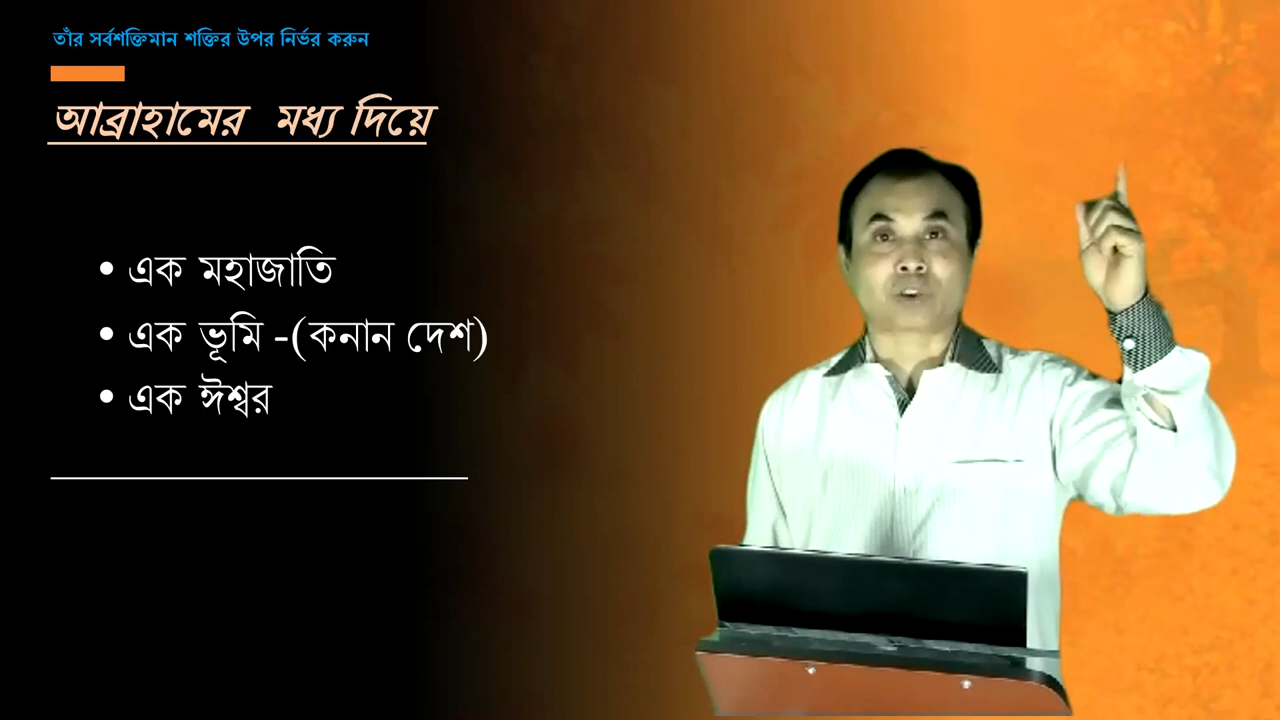 তাঁর সর্বশক্তিমান শক্তির উপর নির্ভর করুন
আব্রাহামের মধ্য দিয়ে
• এক মহাজাতি
• এক ভূমি -(কনান দেশ)
• এক ঈশ্বর